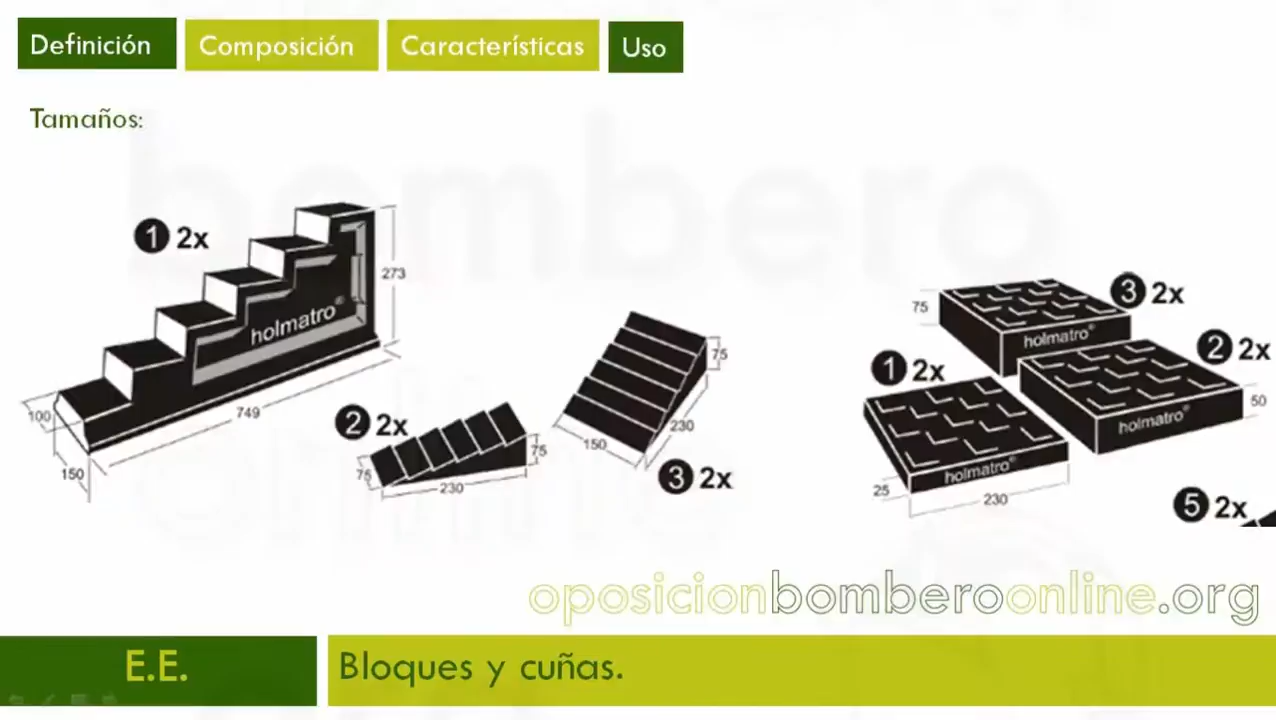 Definición
Composición
Características
Uso
Tamaños:
1 2x
273
holmatro®
100
749
150
2 2x
75
230
75
75
230
150
3 2x
3 2x
75
holmatro®
2 2x
50
holmatro®
1 2x
holmatro®
25
230
5 2x
oposicionbomberoonline.org
E.E.
Bloques y cuñas.
bombero
online